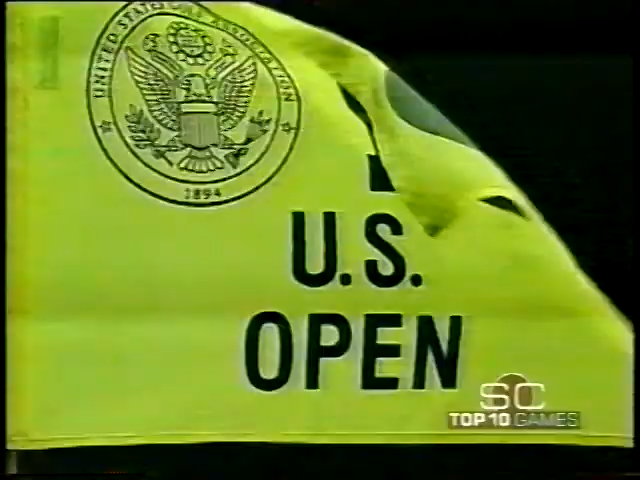 UNITED STATES GOLF ASSOCIATION
1894
U.S.
OPEN
SC
TOP 10 GAMES